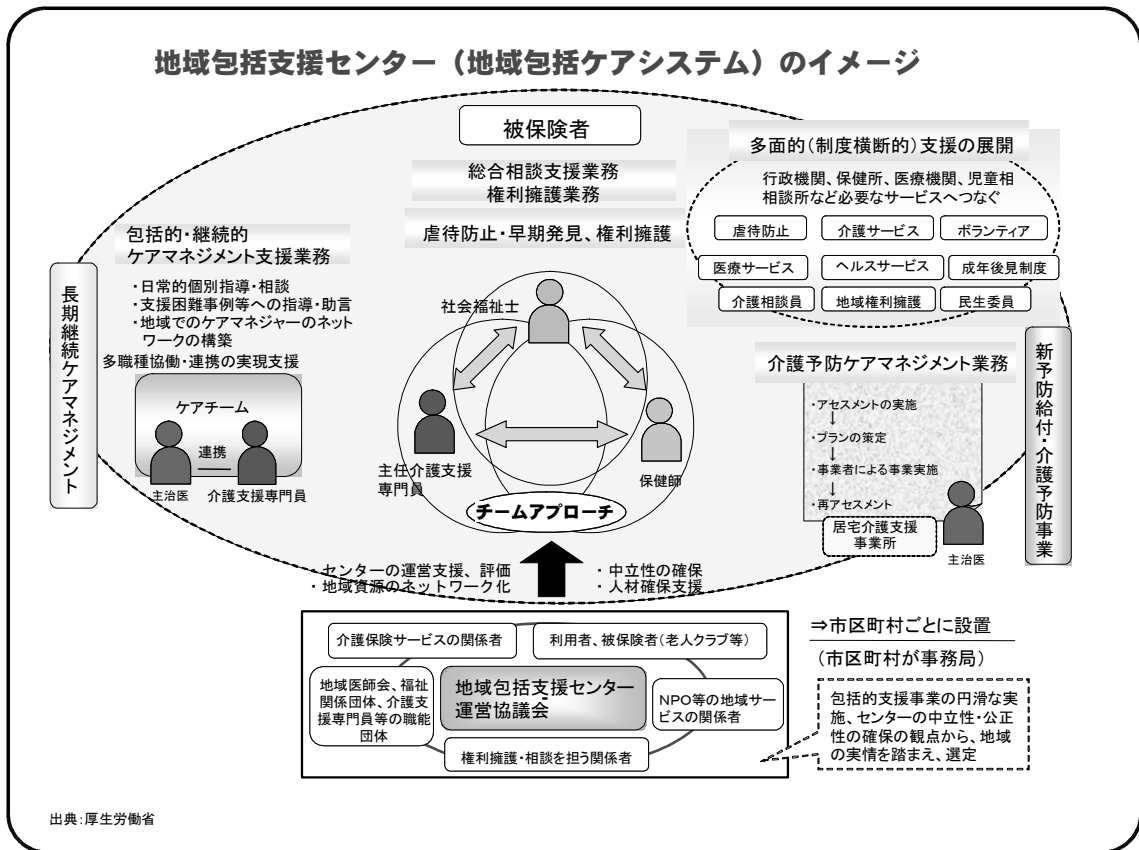 地域包括支援センター（地域包括ケアシステム）のイメージ
被保険者
総合相談支援業務
権利擁護業務
虐待防止・早期発見、権利擁護
多面的（制度横断的）支援の展開
行政機関、保健所、医療機関、児童相
相談所など必要なサービスへつなぐ
虐待防止
介護サービス
ボランティア
医療サービス
ヘルスサービス
成年後見制度
介護相談員
地域権利擁護
民生委員
包括的・継続的
ケアマネジメント支援業務
・日常的個別指導・相談
・支援困難事例等への指導・助言
・地域でのケアマネジャーのネット
ワークの構築
多職種協働・連携の実現支援
ケアチーム
連携
主治医
介護支援専門員
長期継続ケアマネジメント
社会福祉士
主任介護支援
専門員
保健師
チームアプローチ
介護予防ケアマネジメント業務
・アセスメントの実施
↓
・プランの策定
↓
・事業者による事業実施
↓
・再アセスメント
居宅介護支援
事業所
主治医
新予防給付・介護予防事業
・センターの運営支援、評価
・地域資源のネットワーク化
・中立性の確保
・人材確保支援
介護保険サービスの関係者
利用者、被保険者（老人クラブ等）
地域医師会、福祉
関係団体、介護支
援専門員等の職能
団体
地域包括支援センター
運営協議会
NPO等の地域サー
ビスの関係者
権利擁護・相談を担う関係者
⇒市区町村ごとに設置
（市区町村が事務局）
包括的支援事業の円滑な実
施、センターの中立性・公正
性の確保の観点から、地域
の実情を踏まえ、選定
出典：厚生労働省